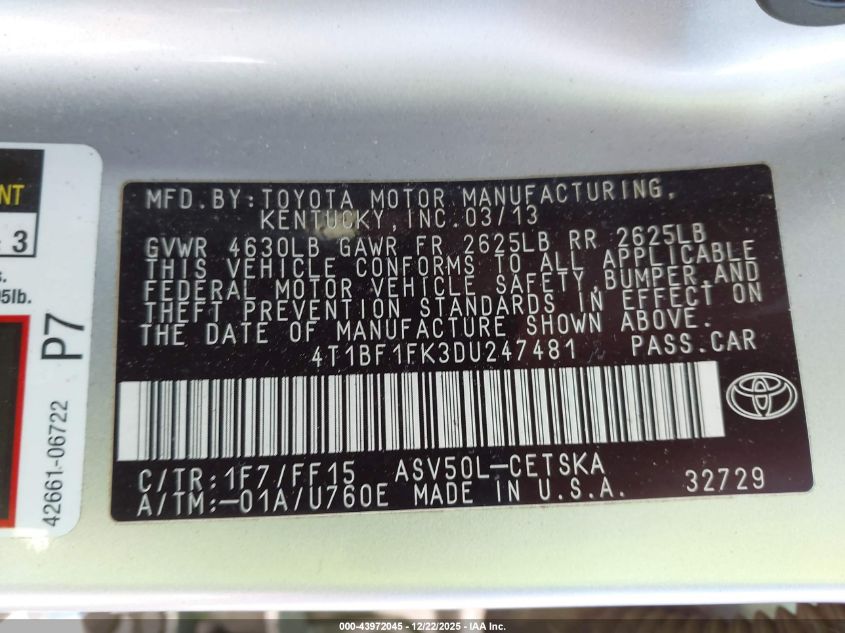 NT
3
s.
95lb.
P7
42661-06722
MFD.BY:TOYOTA MOTOR MANUFACTURING,
KENTUCKY,INC.03/13
GVWR 4630LB GAWR FR 2625LB RR 2625LB
THIS VEHICLE CONFORMS TO ALL APPLICABLE
FEDERAL MOTOR VEHICLE SAFETY,BUMPER,AND
THEFT PREVENTION STANDARDS IN EFFECT ON
THE DATE OF MANUFACTURE SHOWN ABOVE.
4T1BF1FK3DU247481 PASS.CAR
C/TR:1F7/FF15 ASV50L-CETSKA
A/TM:-01A/U760E MADE IN U.S.A. 32729
000-43972045 - 12/22/2025 - IAA Inc.